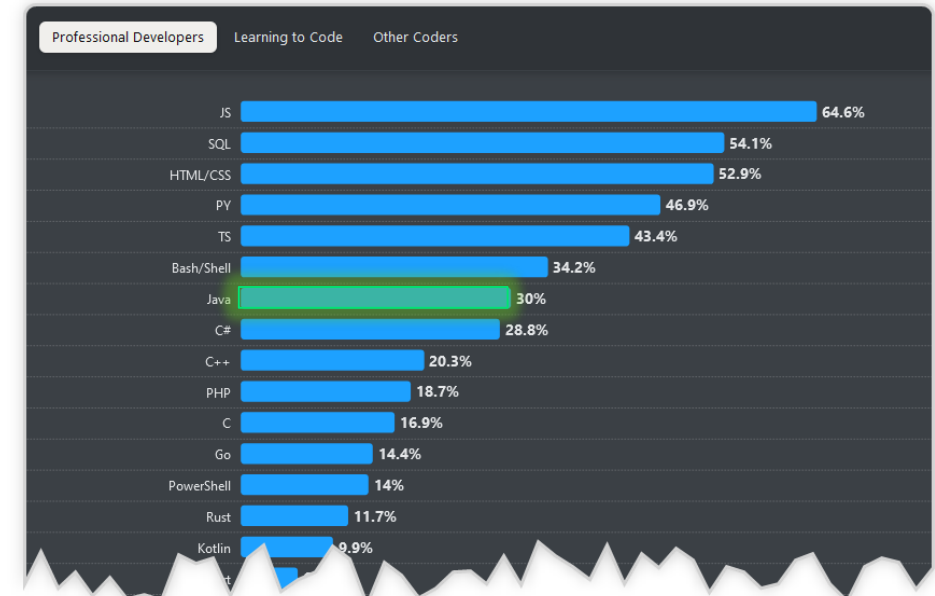 Professional Developers Learning to Code Other Coders
JS 64.6%
SQL 54.1%
HTML/CSS 52.9%
PY 46.9%
TS 43.4%
Bash/Shell 34.2%
Java 30%
C# 28.8%
C++ 20.3%
PHP 18.7%
C 16.9%
Go 14.4%
PowerShell 14%
Rust 11.7%
Kotlin 9.9%